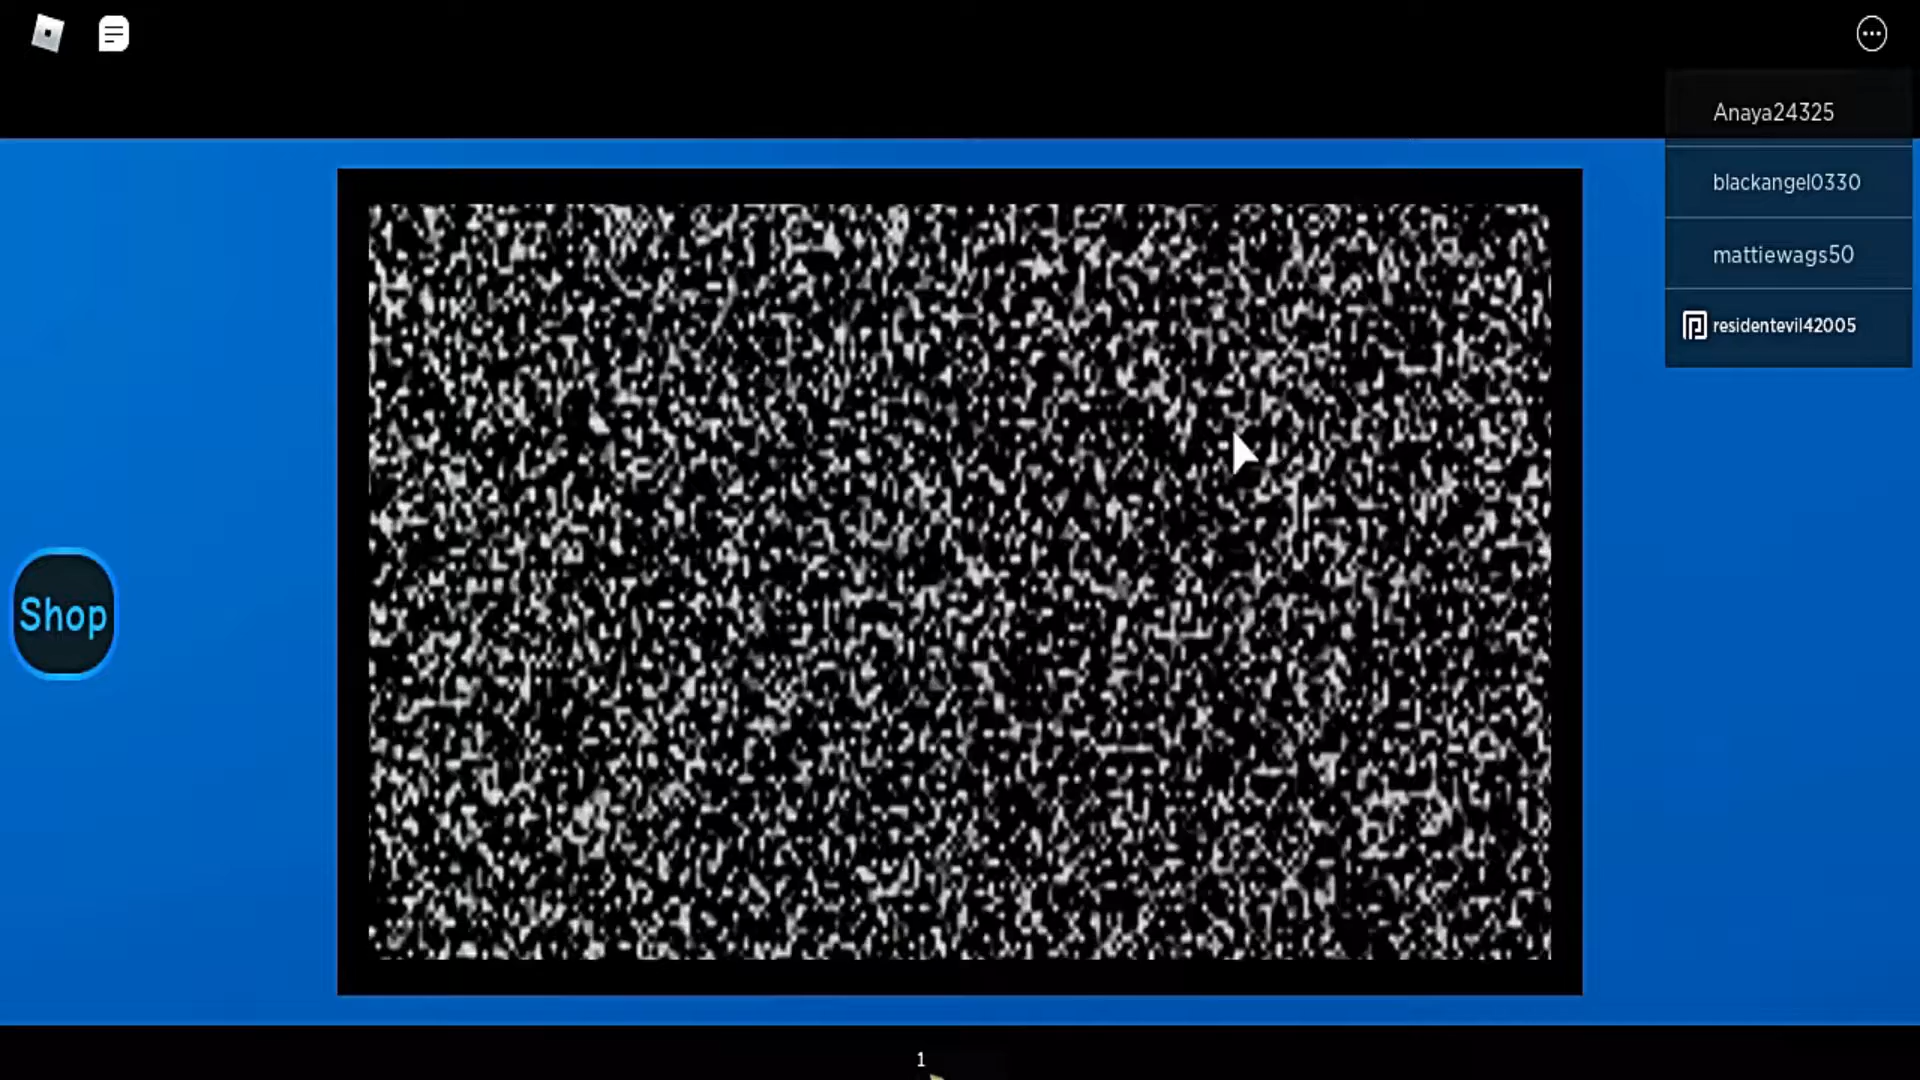 Anaya24325
blackangel0330
mattiewags50
residentevil42005
Shop
1